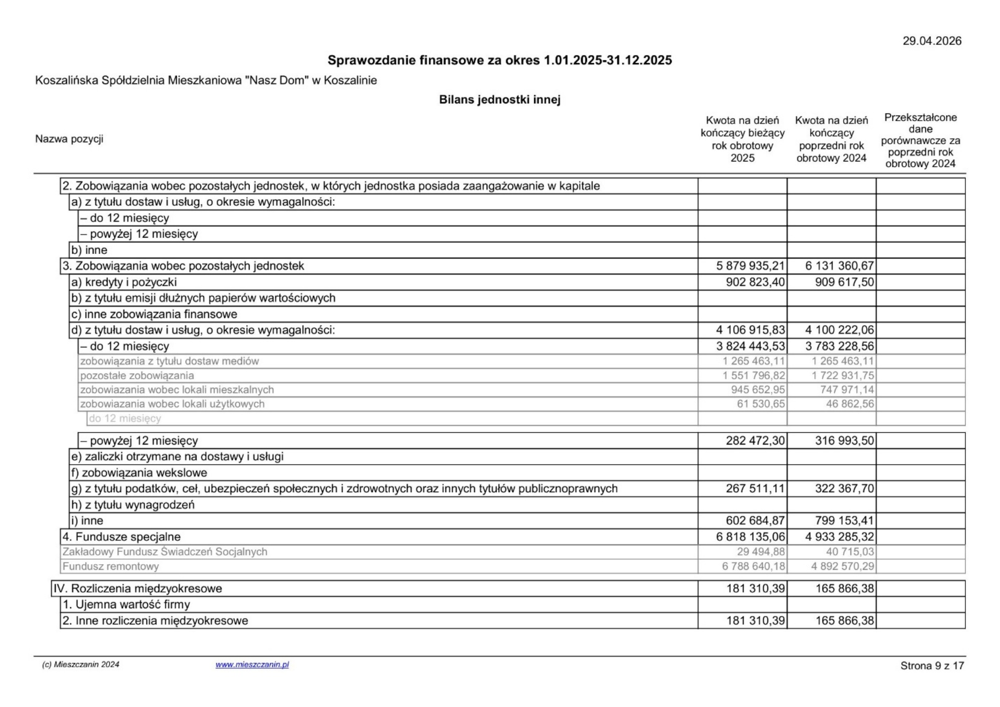 29.04.2026
Sprawozdanie finansowe za okres 1.01.2025-31.12.2025
Koszalińska Spółdzielnia Mieszkaniowa "Nasz Dom" w Koszalinie
Bilans jednostki innej
Nazwa pozycji
Kwota na dzień
kończący bieżący
rok obrotowy
2025
Kwota na dzień
kończący
poprzedni rok
obrotowy 2024
Przekształcone
dane
porównawcze za
poprzedni rok
obrotowy 2024
2. Zobowiązania wobec pozostałych jednostek, w których jednostka posiada zaangażowanie w kapitale
a) z tytułu dostaw i usług, o okresie wymagalności:
– do 12 miesięcy
– powyżej 12 miesięcy
b) inne
3. Zobowiązania wobec pozostałych jednostek 5 879 935,21 6 131 360,67
a) kredyty i pożyczki 902 823,40 909 617,50
b) z tytułu emisji dłużnych papierów wartościowych
c) inne zobowiązania finansowe
d) z tytułu dostaw i usług, o okresie wymagalności: 4 106 915,83 4 100 222,06
– do 12 miesięcy 3 824 443,53 3 783 228,56
zobowiązania z tytułu dostaw mediów 1 265 463,11 1 265 463,11
pozostałe zobowiązania 1 551 796,82 1 722 931,75
zobowiazania wobec lokali mieszkalnych 945 652,95 747 971,14
zobowiazania wobec lokali użytkowych 61 530,65 46 862,56
do 12 miesięcy
– powyżej 12 miesięcy 282 472,30 316 993,50
e) zaliczki otrzymane na dostawy i usługi
f) zobowiązania wekslowe
g) z tytułu podatków, ceł, ubezpieczeń społecznych i zdrowotnych oraz innych tytułów publicznoprawnych 267 511,11 322 367,70
h) z tytułu wynagrodzeń
i) inne 602 684,87 799 153,41
4. Fundusze specjalne 6 818 135,06 4 933 285,32
Zakładowy Fundusz Świadczeń Socjalnych 29 494,88 40 715,03
Fundusz remontowy 6 788 640,18 4 892 570,29
IV. Rozliczenia międzyokresowe 181 310,39 165 866,38
1. Ujemna wartość firmy
2. Inne rozliczenia międzyokresowe 181 310,39 165 866,38
(c) Mieszczanin 2024 www.mieszczanin.pl Strona 9 z 17